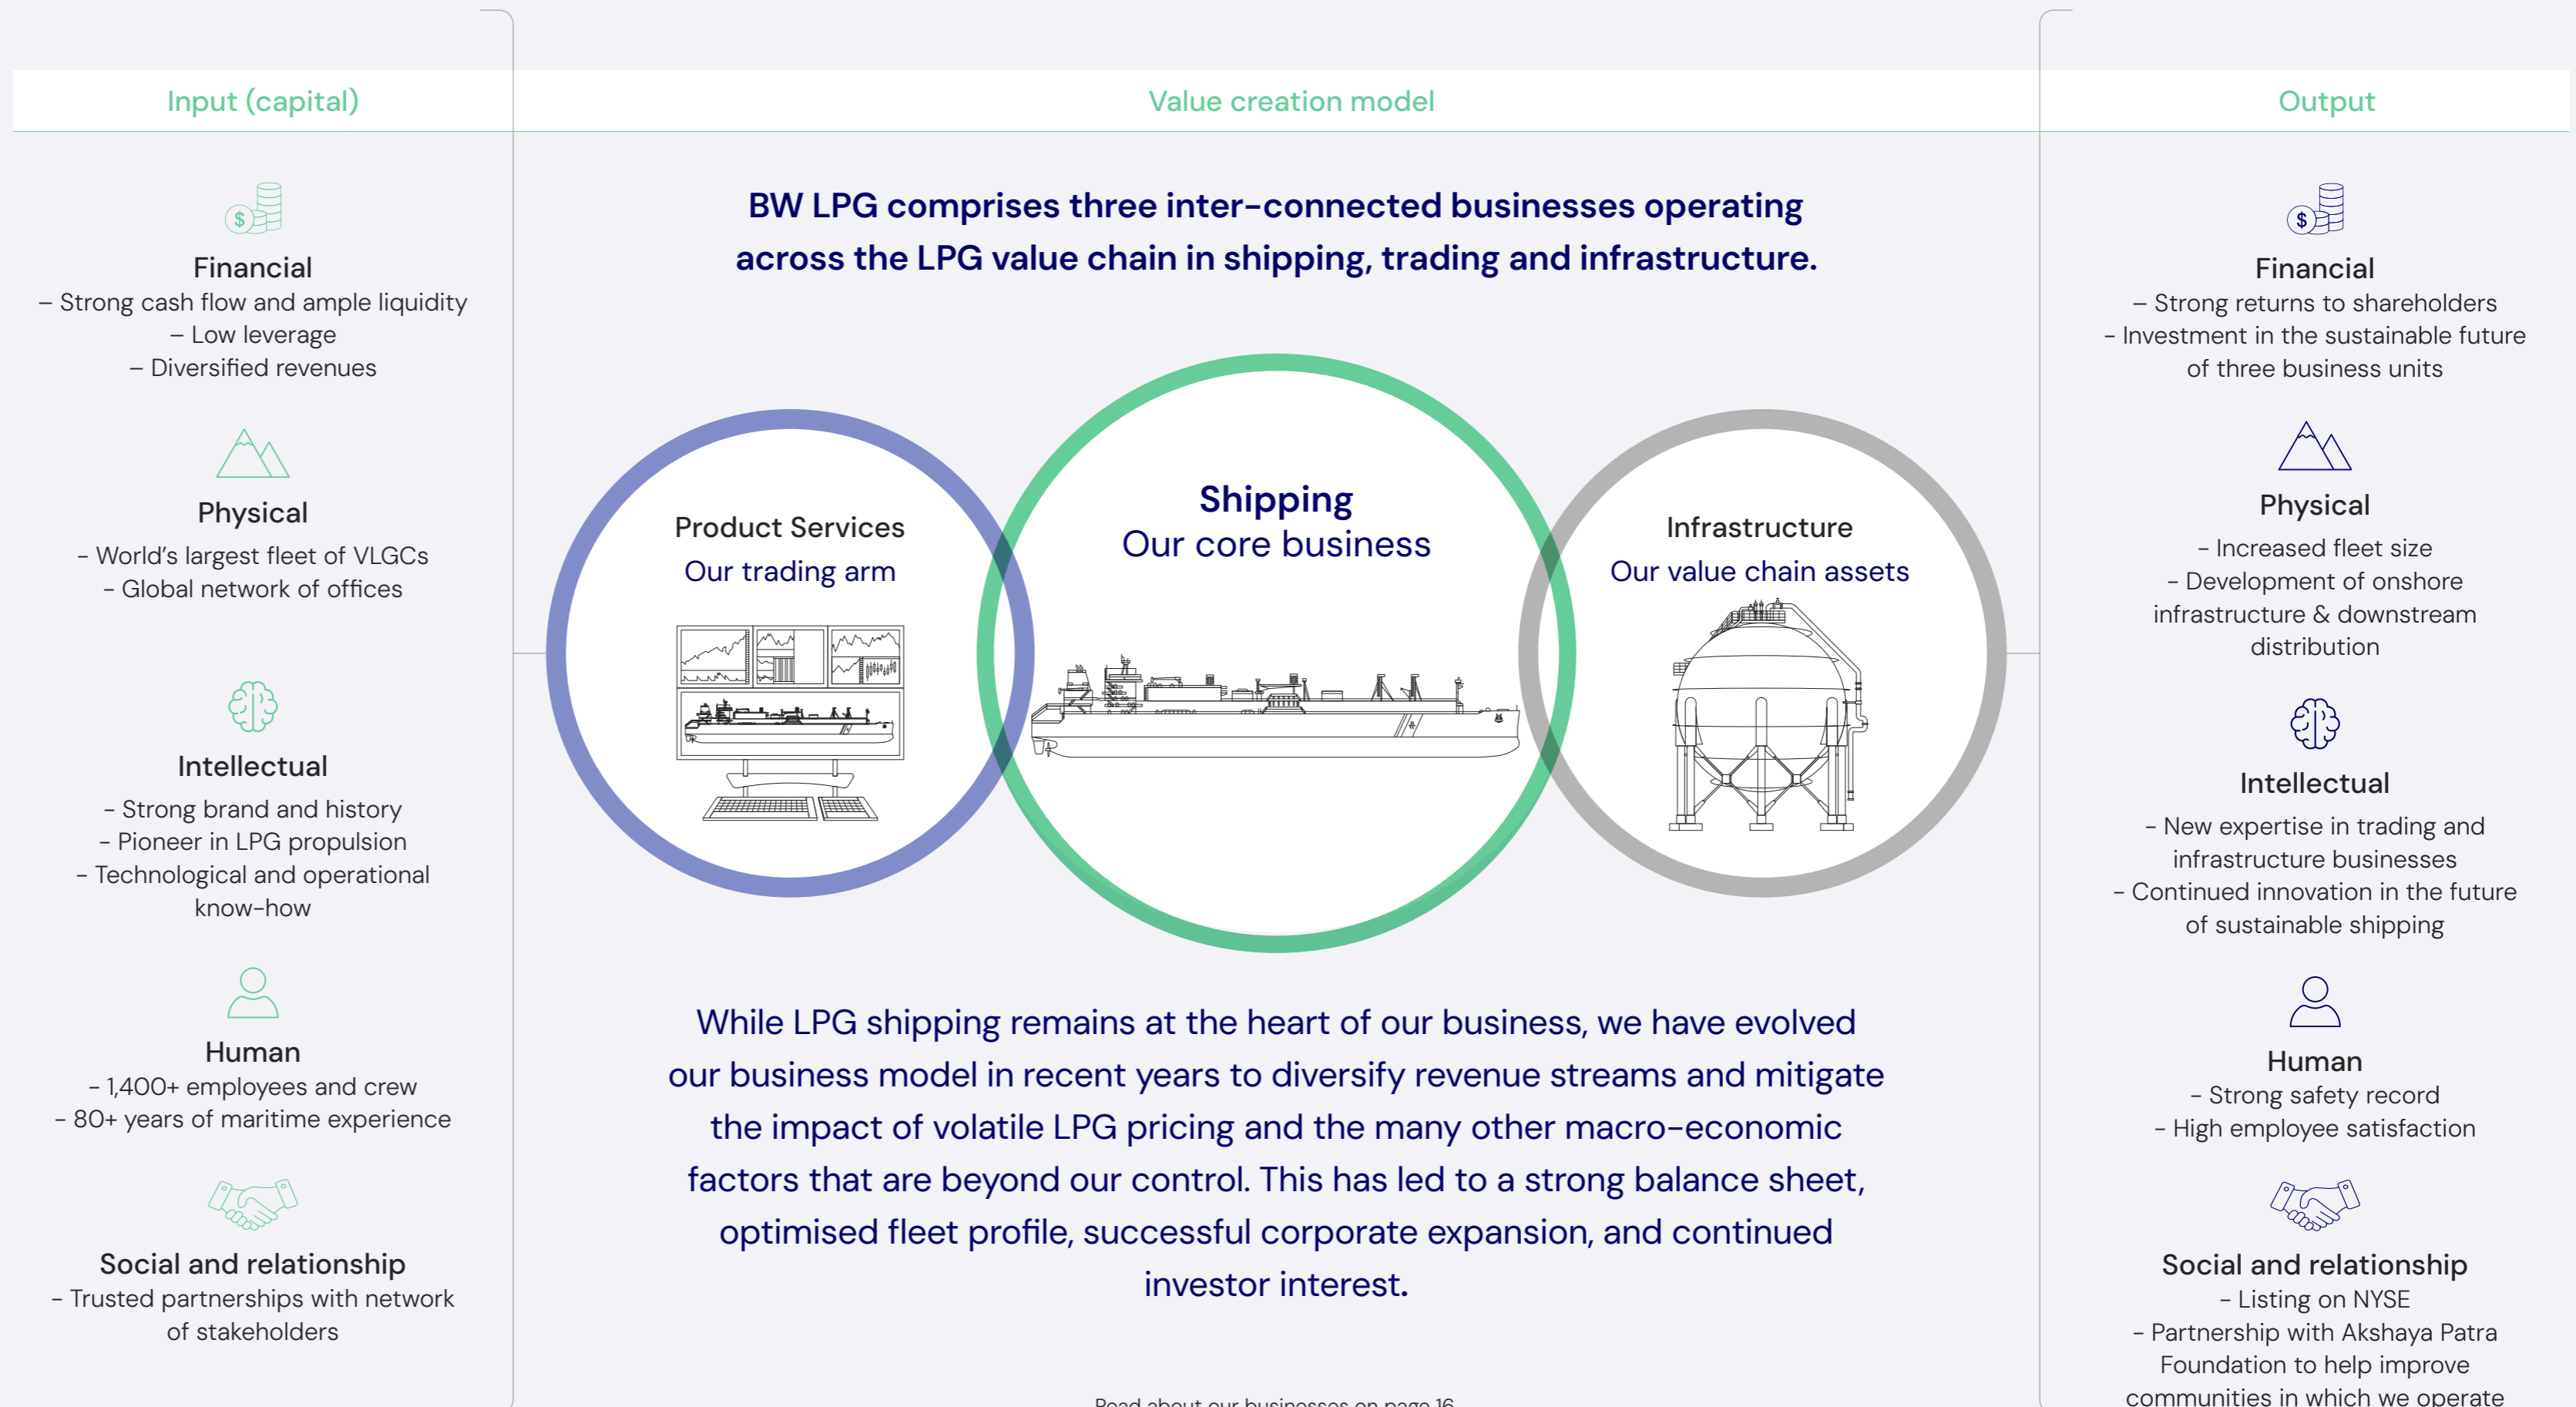 Input (capital)
Value creation model
Output
Financial
– Strong cash flow and ample liquidity
– Low leverage
– Diversified revenues
Physical
- World's largest fleet of VLGCs
- Global network of offices
Intellectual
- Strong brand and history
- Pioneer in LPG propulsion
- Technological and operational
know-how
Human
- 1,400+ employees and crew
- 80+ years of maritime experience
Social and relationship
- Trusted partnerships with network
of stakeholders
BW LPG comprises three inter-connected businesses operating
across the LPG value chain in shipping, trading and infrastructure.
Product Services
Our trading arm
Shipping
Our core business
Infrastructure
Our value chain assets
While LPG shipping remains at the heart of our business, we have evolved
our business model in recent years to diversify revenue streams and mitigate
the impact of volatile LPG pricing and the many other macro-economic
factors that are beyond our control. This has led to a strong balance sheet,
optimised fleet profile, successful corporate expansion, and continued
investor interest.
Read about our businesses on page 16
Financial
– Strong returns to shareholders
- Investment in the sustainable future
of three business units
Physical
- Increased fleet size
- Development of onshore
infrastructure & downstream
distribution
Intellectual
- New expertise in trading and
infrastructure businesses
- Continued innovation in the future
of sustainable shipping
Human
- Strong safety record
- High employee satisfaction
Social and relationship
- Listing on NYSE
- Partnership with Akshaya Patra
Foundation to help improve
communities in which we operate